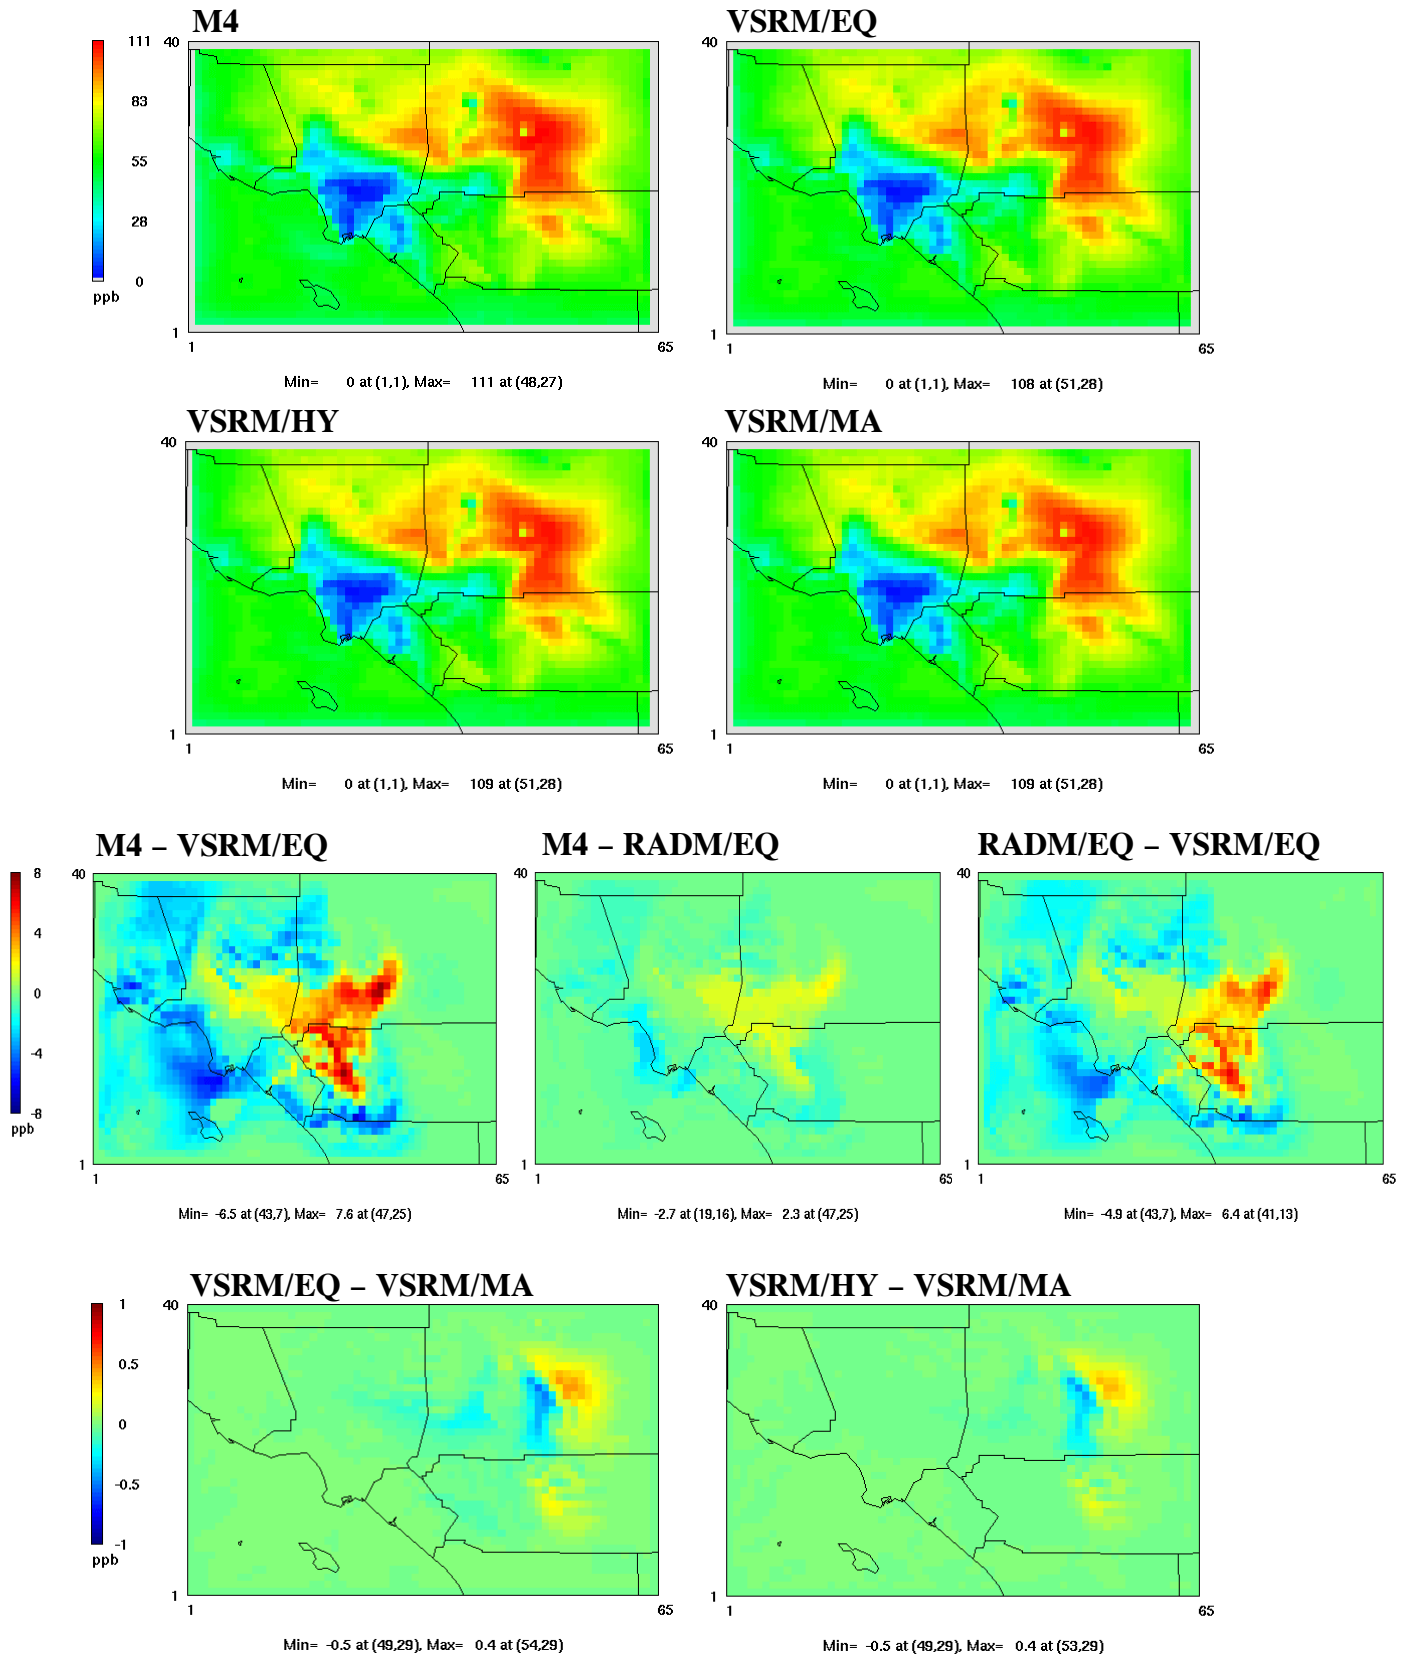 M4
VSRM/EQ
111
83
55
28
0
ppb
40
1
1
65
Min= 0 at (1,1), Max= 111 at (48,27)
40
1
1
65
Min= 0 at (1,1), Max= 108 at (51,28)
VSRM/HY
VSRM/MA
40
1
1
65
Min= 0 at (1,1), Max= 109 at (51,28)
40
1
1
65
Min= 0 at (1,1), Max= 109 at (51,28)
M4 – VSRM/EQ
M4 – RADM/EQ
RADM/EQ – VSRM/EQ
8
4
0
-4
-8
ppb
40
1
1
65
Min= -6.5 at (43,7), Max= 7.6 at (47,25)
40
1
1
65
Min= -2.7 at (19,16), Max= 2.3 at (47,25)
40
1
1
65
Min= -4.9 at (43,7), Max= 6.4 at (41,13)
VSRM/EQ – VSRM/MA
VSRM/HY – VSRM/MA
1
0.5
0
-0.5
-1
ppb
40
1
1
65
Min= -0.5 at (49,29), Max= 0.4 at (54,29)
40
1
1
65
Min= -0.5 at (49,29), Max= 0.4 at (53,29)